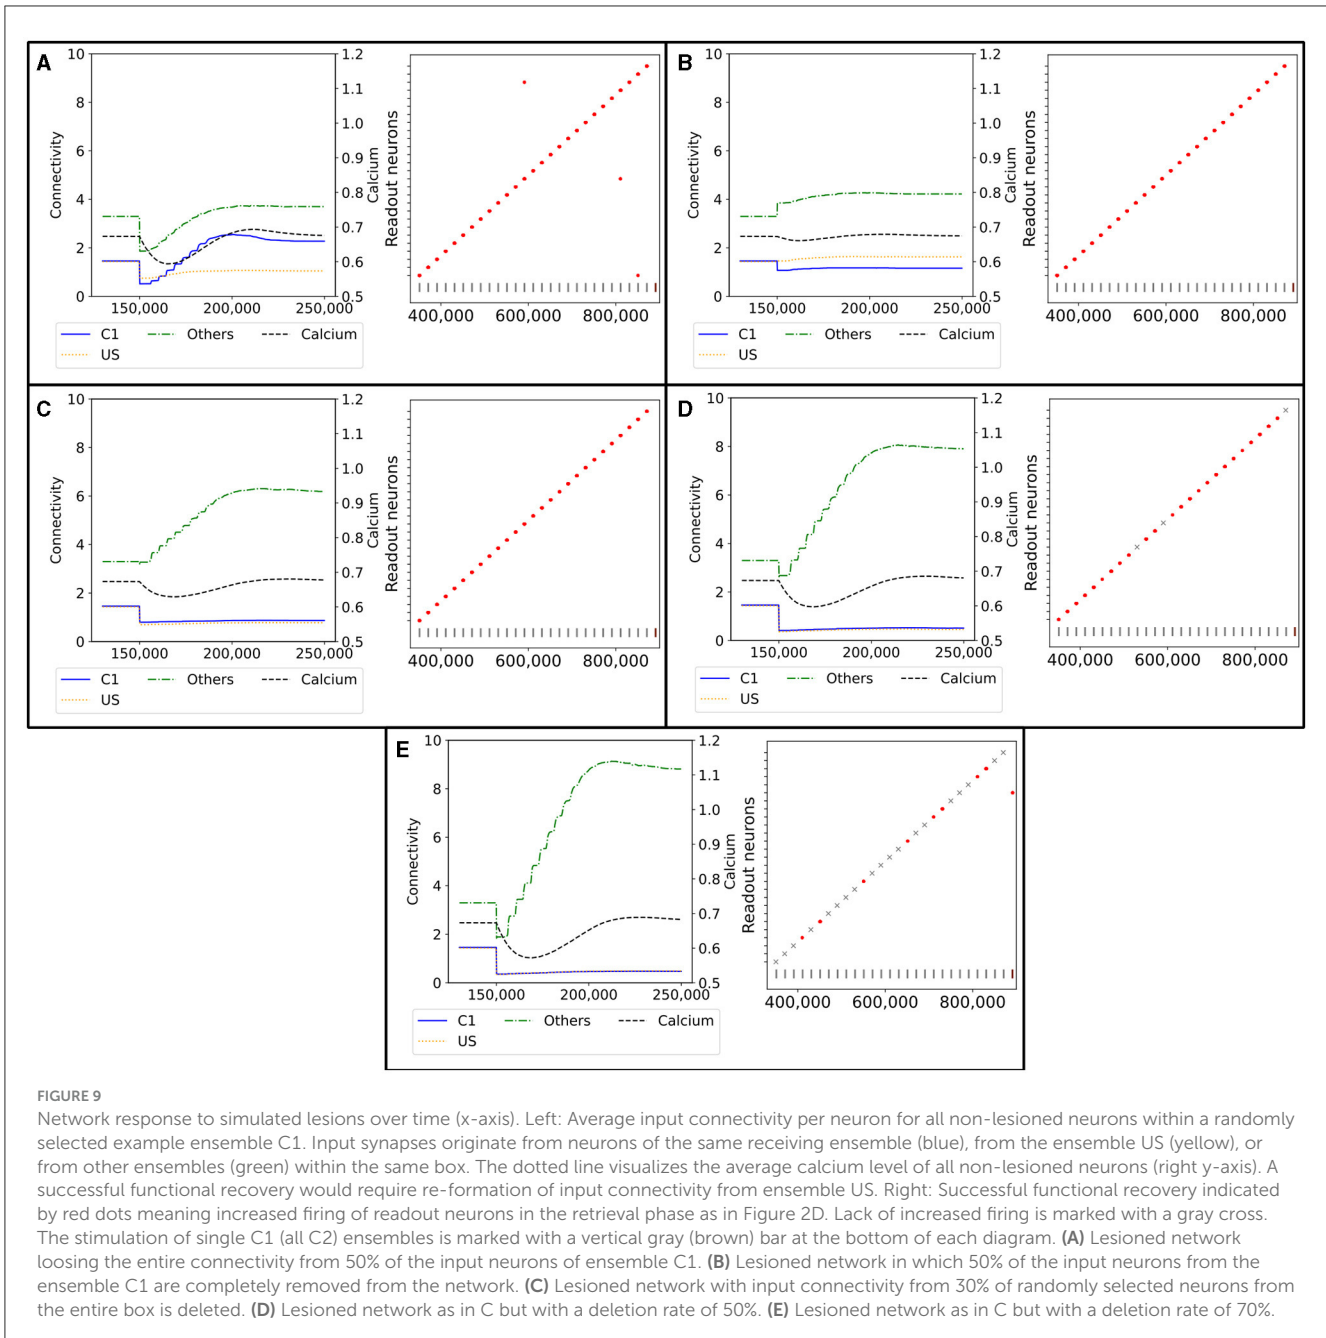 A
10
8
6
4
2
0
Connectivity
1.2
1.1
1.0
0.9
0.8
0.7
0.6
0.5
Calcium
150,000 200,000 250,000
C1 Others Calcium
US
Readout neurons
400,000 600,000 800,000
B
10
8
6
4
2
0
Connectivity
1.2
1.1
1.0
0.9
0.8
0.7
0.6
0.5
Calcium
150,000 200,000 250,000
C1 Others Calcium
US
Readout neurons
400,000 600,000 800,000
C
10
8
6
4
2
0
Connectivity
1.2
1.1
1.0
0.9
0.8
0.7
0.6
0.5
Calcium
150,000 200,000 250,000
C1 Others Calcium
US
Readout neurons
400,000 600,000 800,000
D
10
8
6
4
2
0
Connectivity
1.2
1.1
1.0
0.9
0.8
0.7
0.6
0.5
Calcium
150,000 200,000 250,000
C1 Others Calcium
US
Readout neurons
400,000 600,000 800,000
E
10
8
6
4
2
0
Connectivity
1.2
1.1
1.0
0.9
0.8
0.7
0.6
0.5
Calcium
150,000 200,000 250,000
C1 Others Calcium
US
Readout neurons
400,000 600,000 800,000
FIGURE 9
Network response to simulated lesions over time (x-axis). Left: Average input connectivity per neuron for all non-lesioned neurons within a randomly
selected example ensemble C1. Input synapses originate from neurons of the same receiving ensemble (blue), from the ensemble US (yellow), or
from other ensembles (green) within the same box. The dotted line visualizes the average calcium level of all non-lesioned neurons (right y-axis). A
successful functional recovery would require re-formation of input connectivity from ensemble US. Right: Successful functional recovery indicated
by red dots meaning increased firing of readout neurons in the retrieval phase as in Figure 2D. Lack of increased firing is marked with a gray cross.
The stimulation of single C1 (all C2) ensembles is marked with a vertical gray (brown) bar at the bottom of each diagram. (A) Lesioned network
loosing the entire connectivity from 50% of the input neurons of ensemble C1. (B) Lesioned network in which 50% of the input neurons from the
ensemble C1 are completely removed from the network. (C) Lesioned network with input connectivity from 30% of randomly selected neurons from
the entire box is deleted. (D) Lesioned network as in C but with a deletion rate of 50%. (E) Lesioned network as in C but with a deletion rate of 70%.